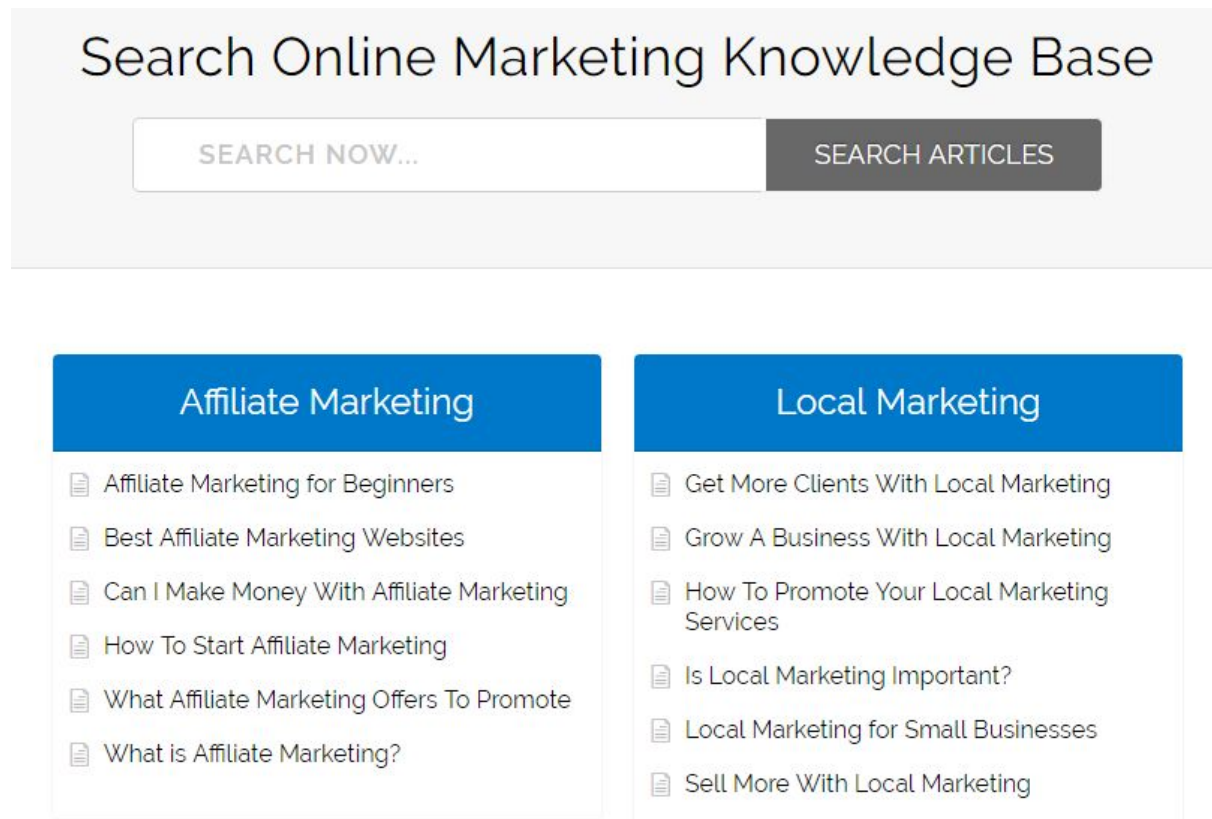 Search Online Marketing Knowledge Base
SEARCH NOW...
SEARCH ARTICLES
Affiliate Marketing
Affiliate Marketing for Beginners
Best Affiliate Marketing Websites
Can I Make Money With Affiliate Marketing
How To Start Affiliate Marketing
What Affiliate Marketing Offers To Promote
What is Affiliate Marketing?
Local Marketing
Get More Clients With Local Marketing
Grow A Business With Local Marketing
How To Promote Your Local Marketing
Services
Is Local Marketing Important?
Local Marketing for Small Businesses
Sell More With Local Marketing